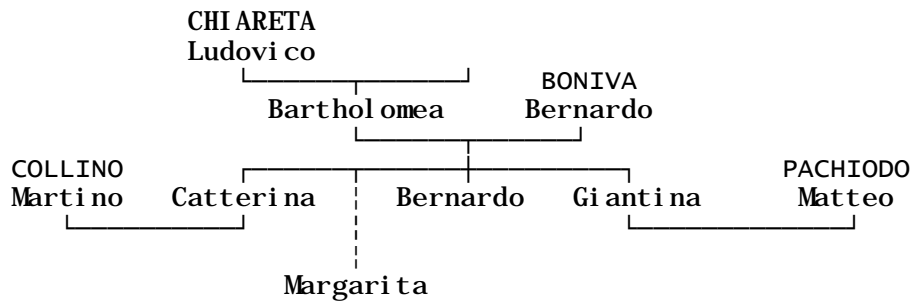 CHIARETA
Ludovico
BONIVA
Bartholomea Bernardo
COLLINO PACHIODO
Martino Catterina Bernardo Giantina Matteo
Margarita